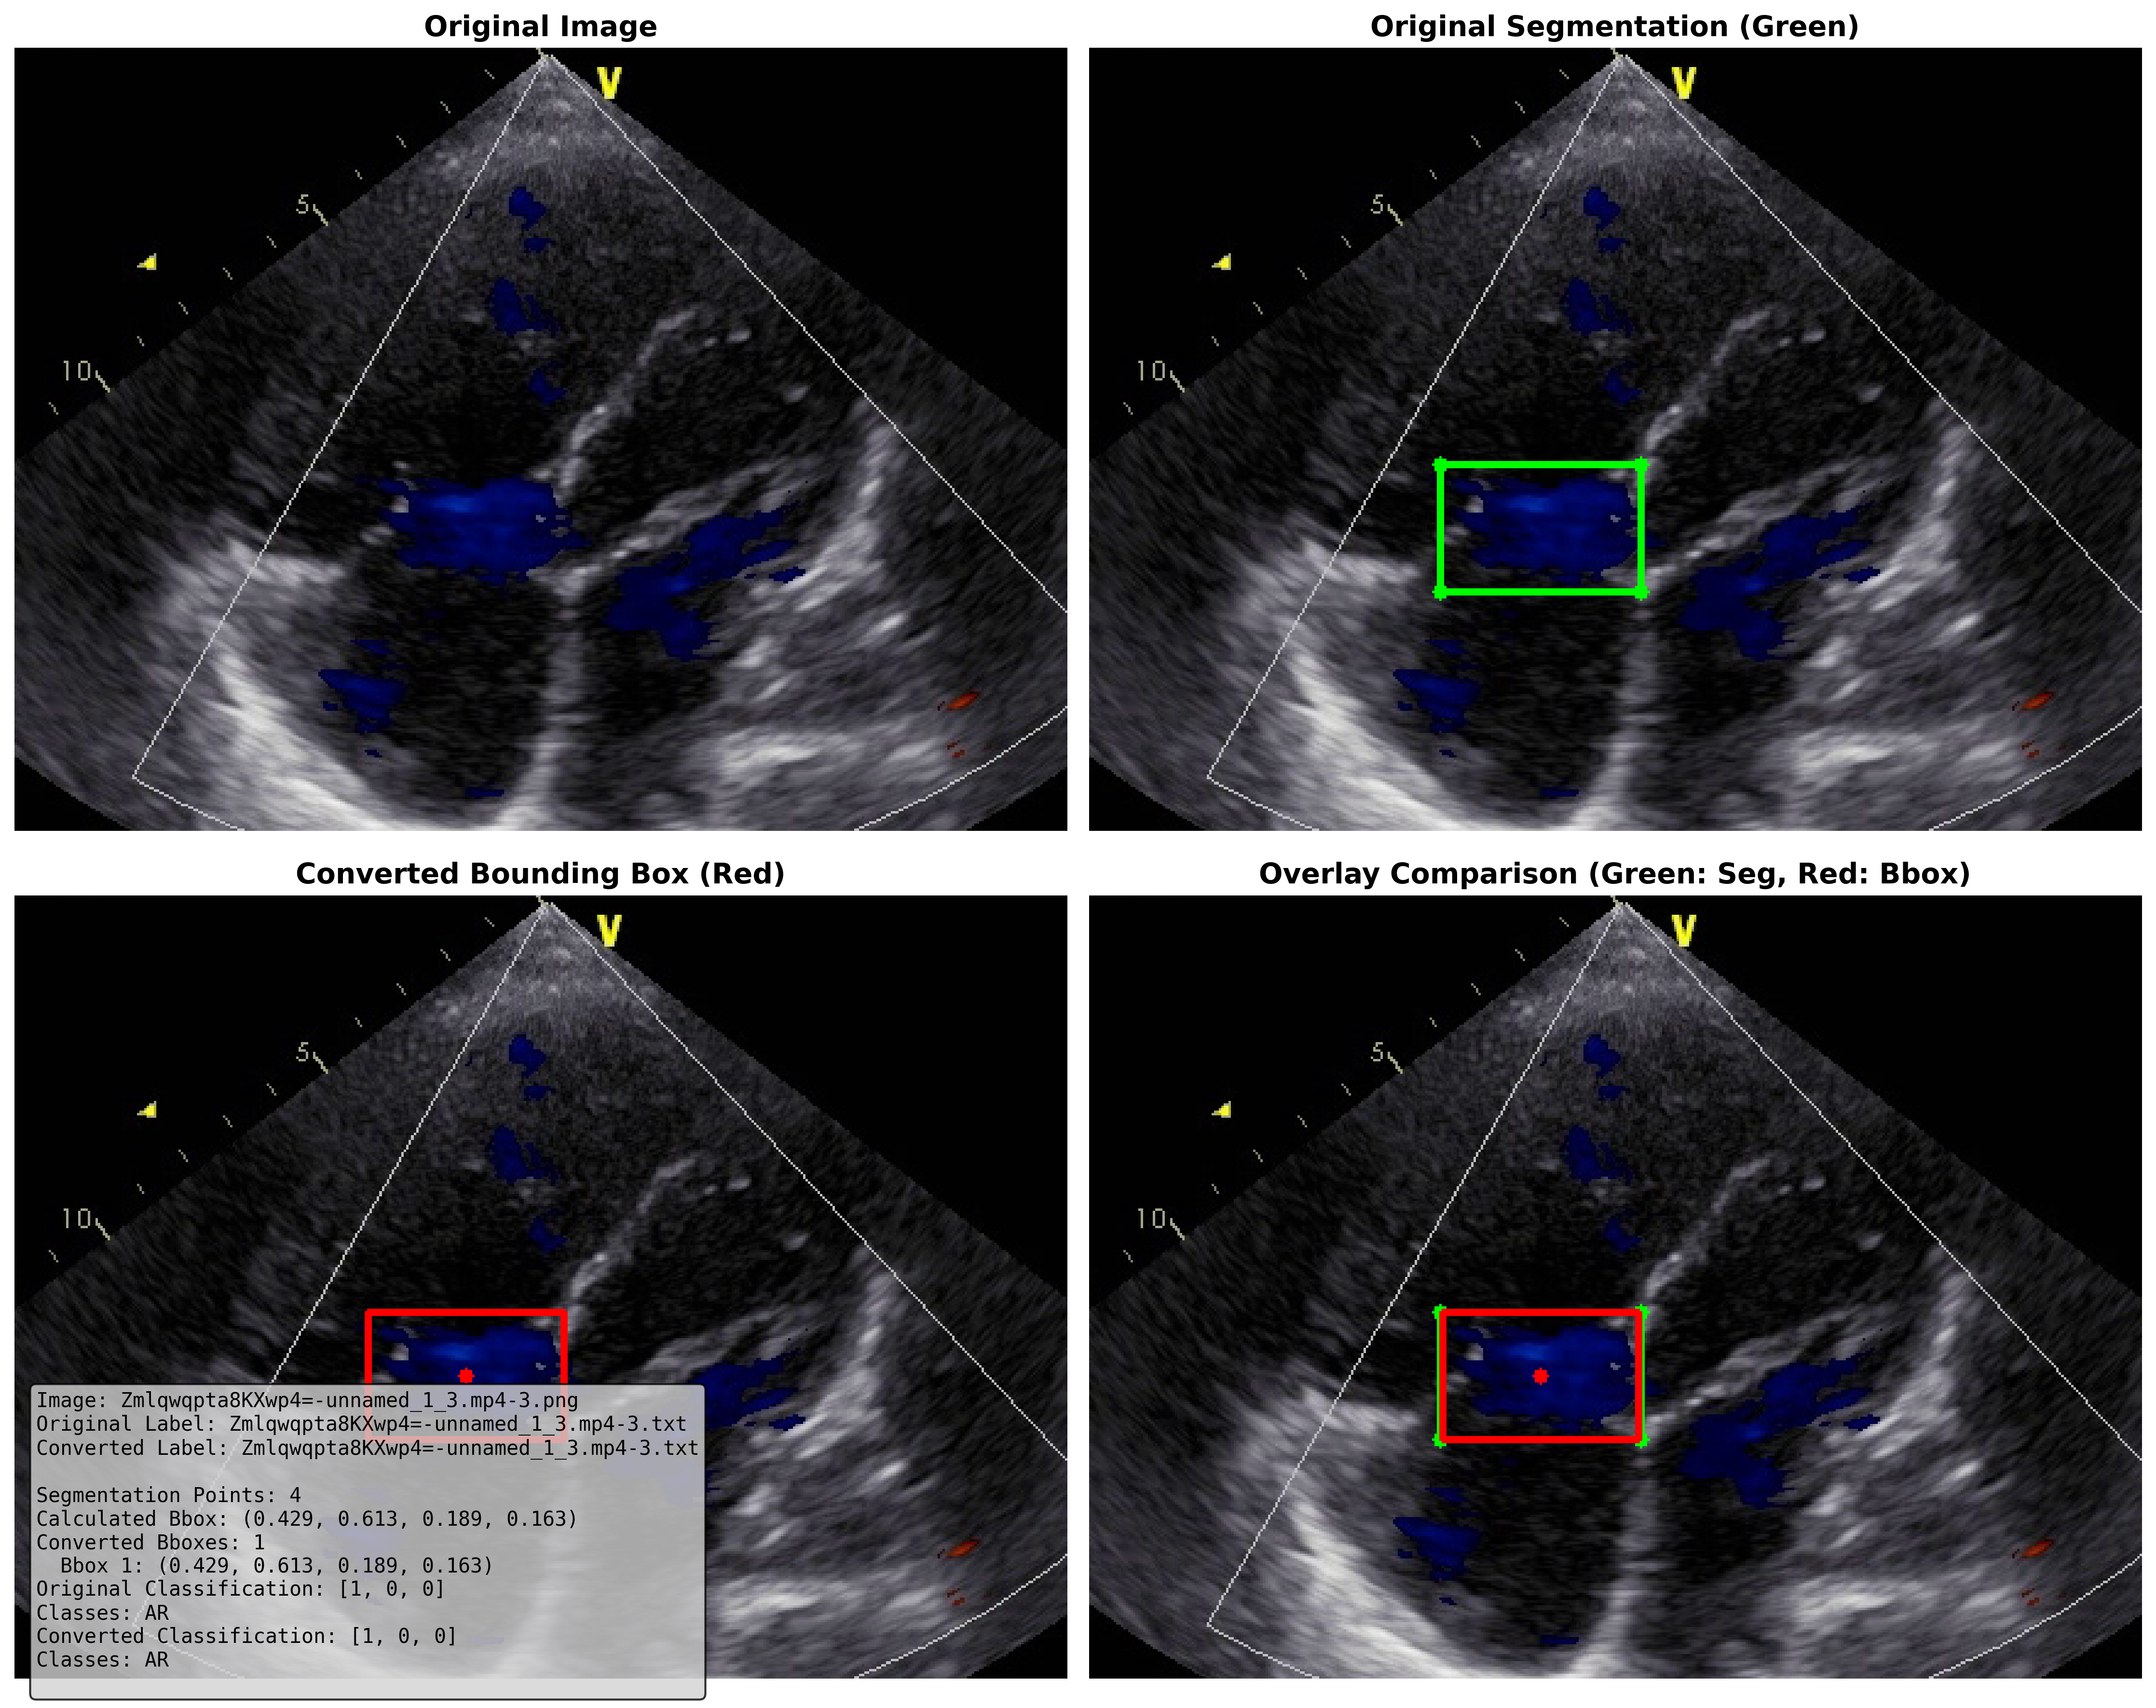 Original Image
Original Segmentation (Green)
V
5
10
V
5
10
Converted Bounding Box (Red)
Overlay Comparison (Green: Seg, Red: Bbox)
V
5
10
V
5
10
Image: Zmlqwqpta8KXwp4=-unnamed_1_3.mp4-3.png
Original Label: Zmlqwqpta8KXwp4=-unnamed_1_3.mp4-3.txt
Converted Label: Zmlqwqpta8KXwp4=-unnamed_1_3.mp4-3.txt
Segmentation Points: 4
Calculated Bbox: (0.429, 0.613, 0.189, 0.163)
Converted Bboxes: 1
Bbox 1: (0.429, 0.613, 0.189, 0.163)
Original Classification: [1, 0, 0]
Classes: AR
Converted Classification: [1, 0, 0]
Classes: AR